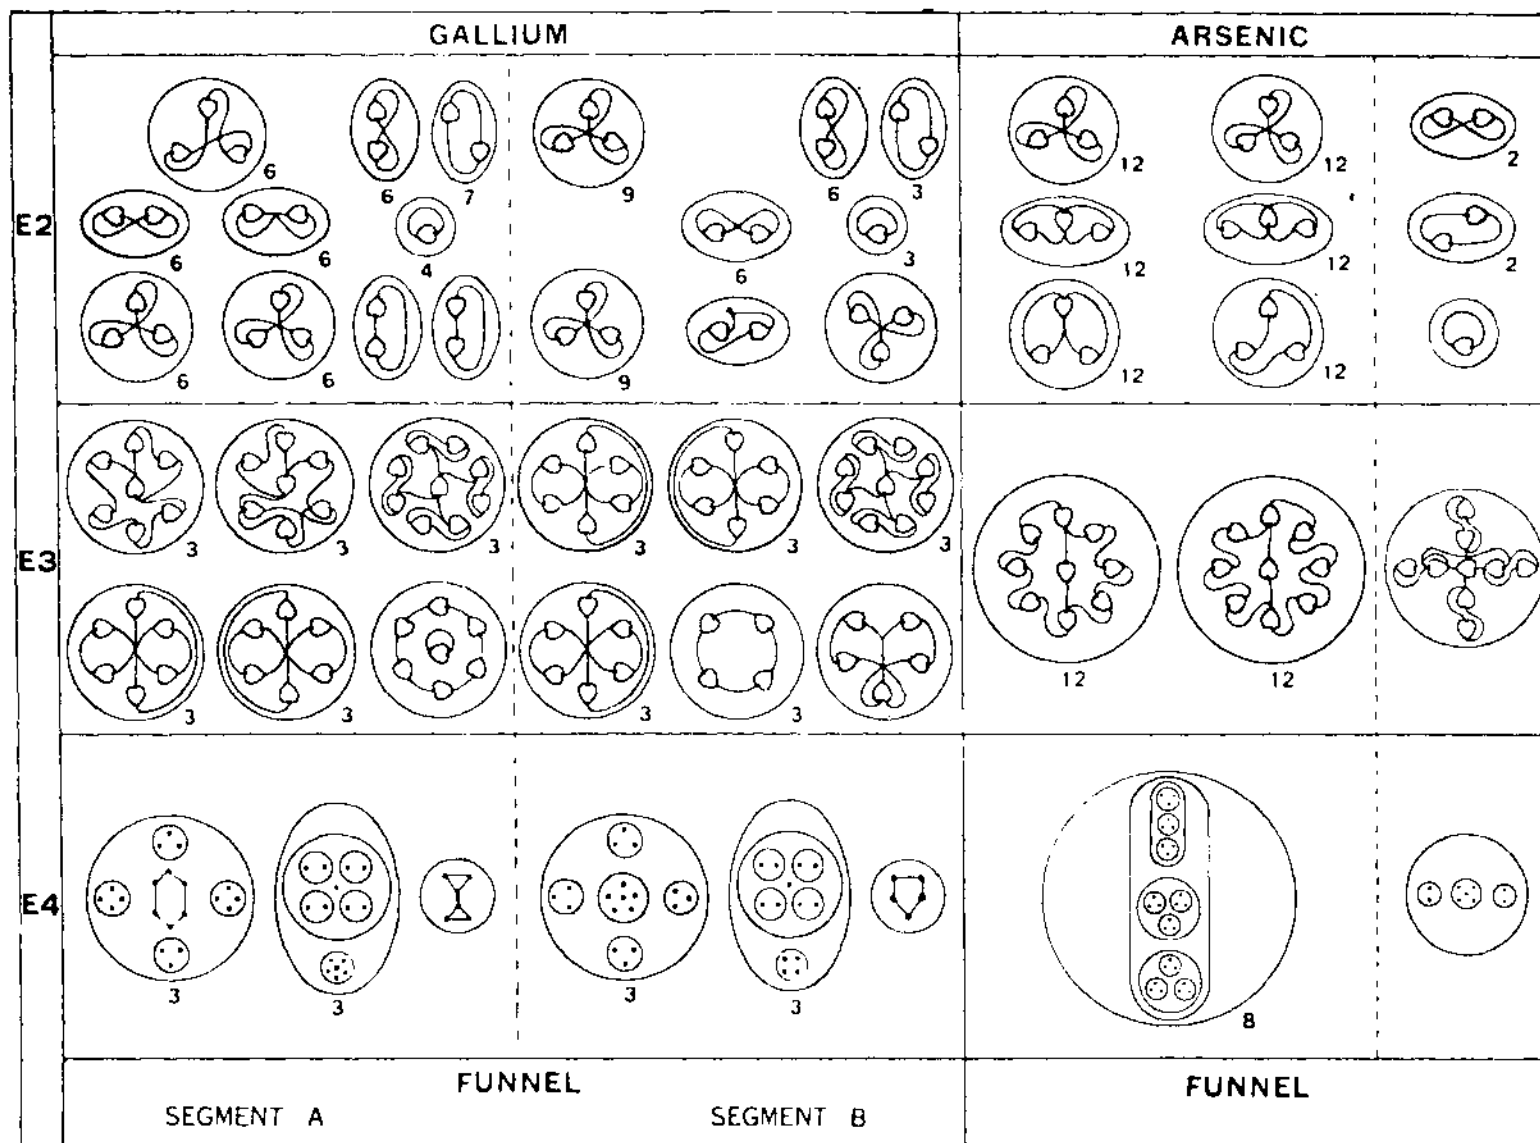 GALLIUM ARSENIC
6 6 7 9 6 3 12 12 2
E2
6 6 4 6 3 12 12 2
6 6 9 12 12
3 3 3 3 3 3
E3
3 3 3 3 12 12
E4
3 3 3 3 8
FUNNEL FUNNEL
SEGMENT A SEGMENT B